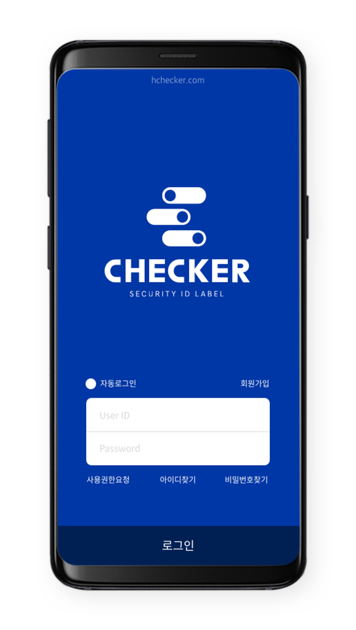 hchecker.com
CHECKER
SECURITY ID LABEL
자동로그인 회원가입
User ID
Password
사용권한요청 아이디찾기 비밀번호찾기
로그인